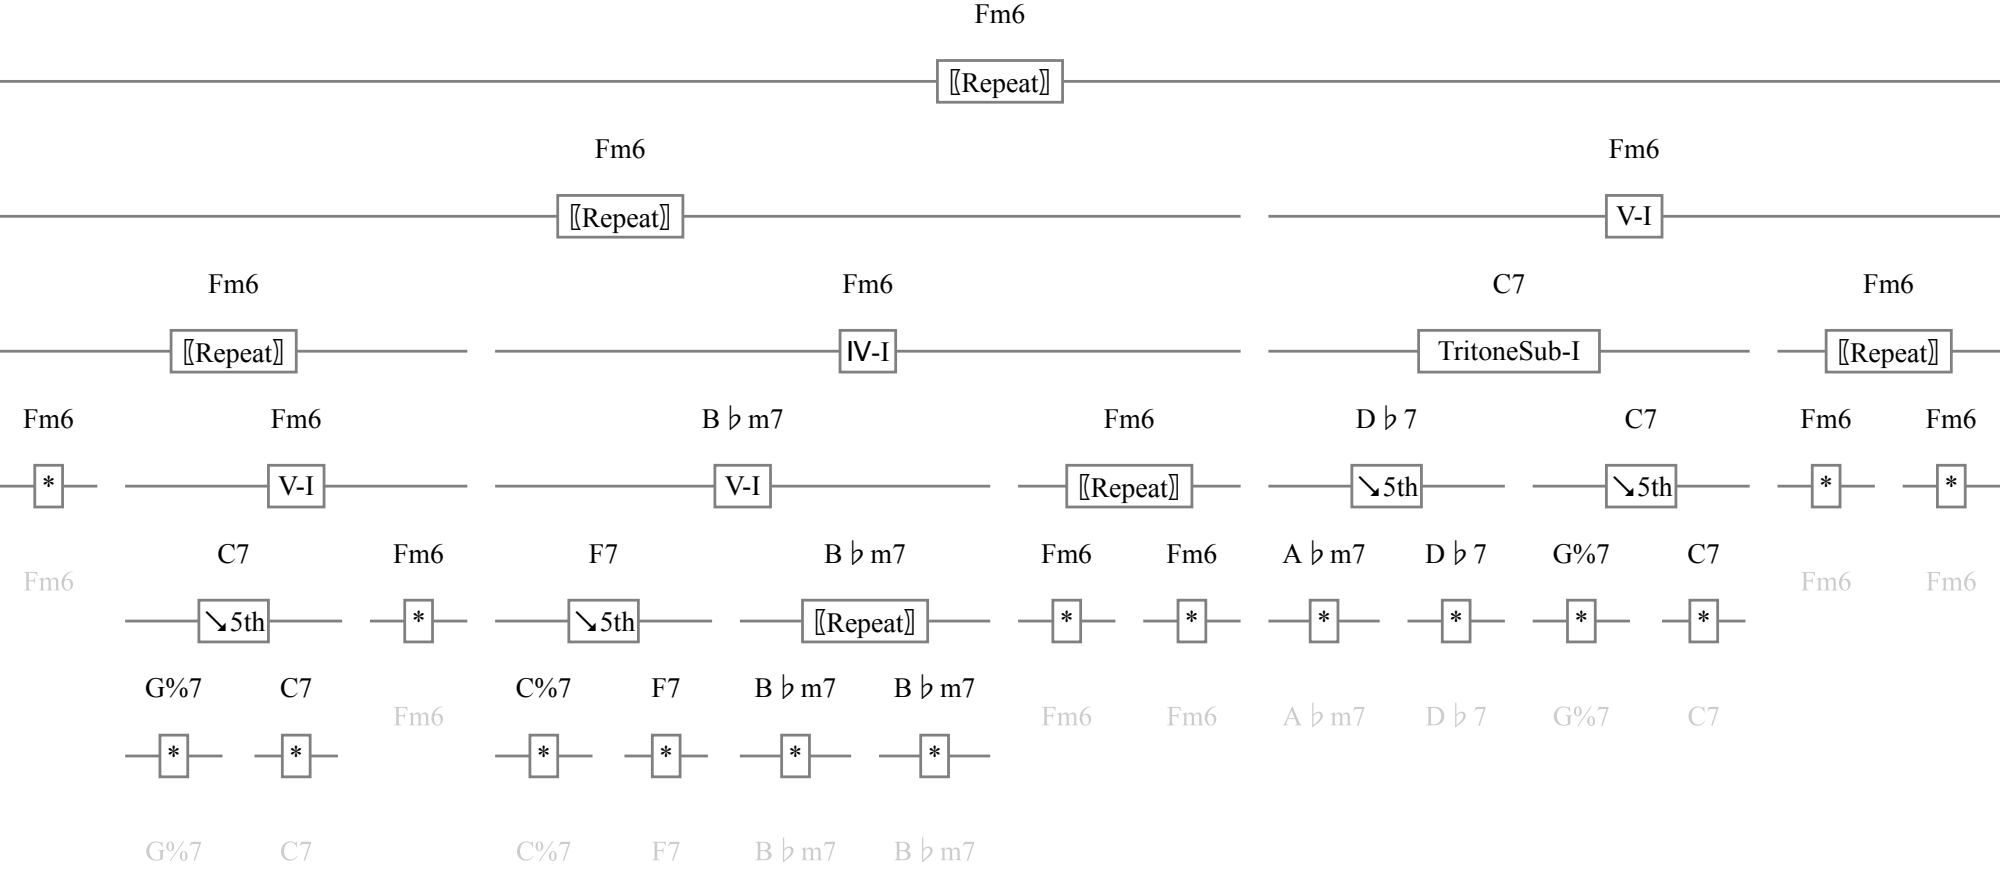 Fm6
⟦Repeat⟧
Fm6 Fm6
⟦Repeat⟧ V-I
Fm6 Fm6 C7 Fm6
⟦Repeat⟧ IV-I TritoneSub-I ⟦Repeat⟧
Fm6 Fm6 B♭m7 Fm6 D♭7 C7 Fm6 Fm6
* V-I V-I ⟦Repeat⟧ ↘5th ↘5th * *
C7 Fm6 F7 B♭m7 Fm6 Fm6 A♭m7 D♭7 G%7 C7
Fm6 Fm6 Fm6
↘5th * ↘5th ⟦Repeat⟧ * * * * * *
G%7 C7 C%7 F7 B♭m7 B♭m7
Fm6 Fm6 Fm6 A♭m7 D♭7 G%7 C7
* * * * * *
G%7 C7 C%7 F7 B♭m7 B♭m7